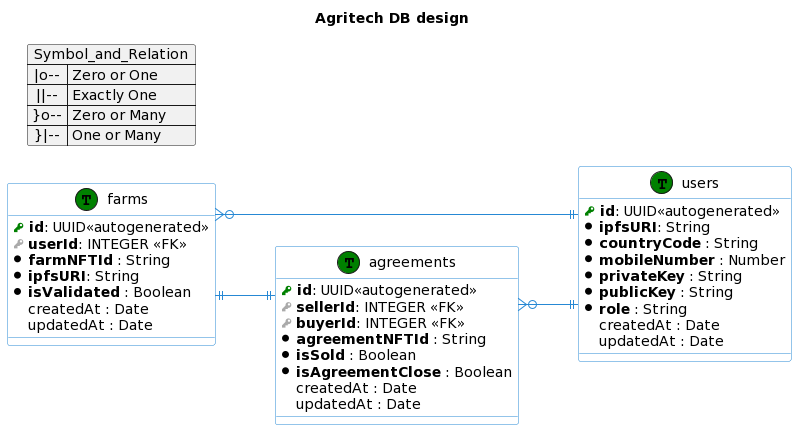 Agritech DB design
Symbol_and_Relation
|o-- Zero or One
||-- Exactly One
}o-- Zero or Many
}|-- One or Many
T farms
id: UUID«autogenerated»
userId: INTEGER «FK»
farmNFTId : String
ipfsURI: String
isValidated : Boolean
createdAt : Date
updatedAt : Date
T agreements
id: UUID«autogenerated»
sellerId: INTEGER «FK»
buyerId: INTEGER «FK»
agreementNFTId : String
isSold : Boolean
isAgreementClose : Boolean
createdAt : Date
updatedAt : Date
T users
id: UUID«autogenerated»
ipfsURI: String
countryCode : String
mobileNumber : Number
privateKey : String
publicKey : String
role : String
createdAt : Date
updatedAt : Date